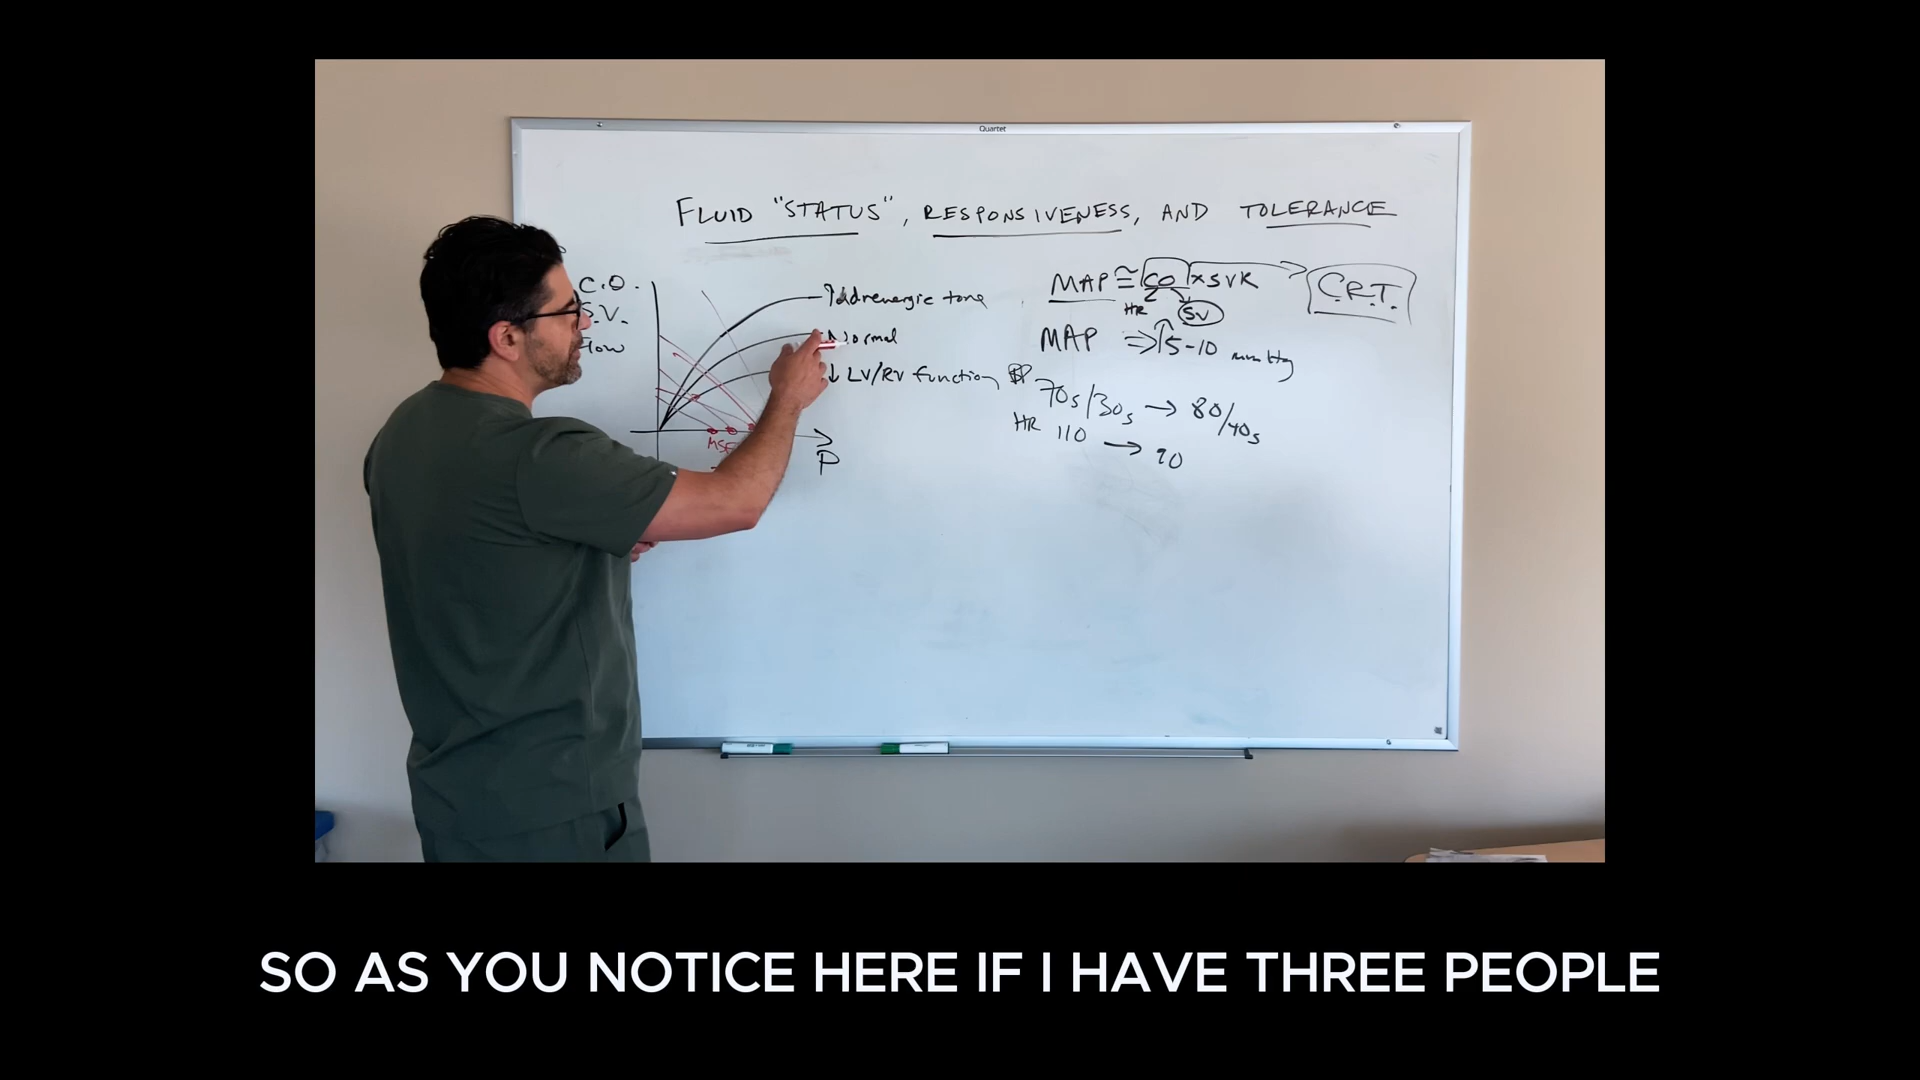 Quartet
FLUID "STATUS", RESPONSIVENESS, AND TOLERANCE
C.O.
S.V.
Flow
↑Adrenergic tone
Normal
↓ LV/RV function
P
MAP ≅ CO x SVR
HR
SV
C.R.T.
MAP ⇒ ↑5-10 mmHg
70s/30s → 80/40s
HR 110 → 90
SO AS YOU NOTICE HERE IF I HAVE THREE PEOPLE